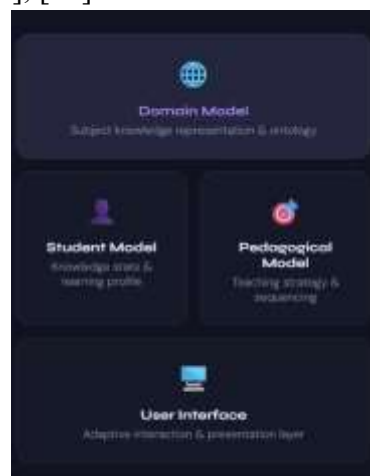 Domain Model
Subject knowledge representation & ontology
Student Model
Knowledge state &
learning profile
Pedagogical
Model
Teaching strategy &
sequencing
User Interface
Adaptive interaction & presentation layer